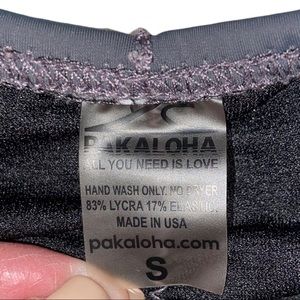 PAKALOHA
ALL YOU NEED IS LOVE
HAND WASH ONLY. NO DRYER
83% LYCRA 17% ELASTIC.
MADE IN USA
pakaloha.com
S